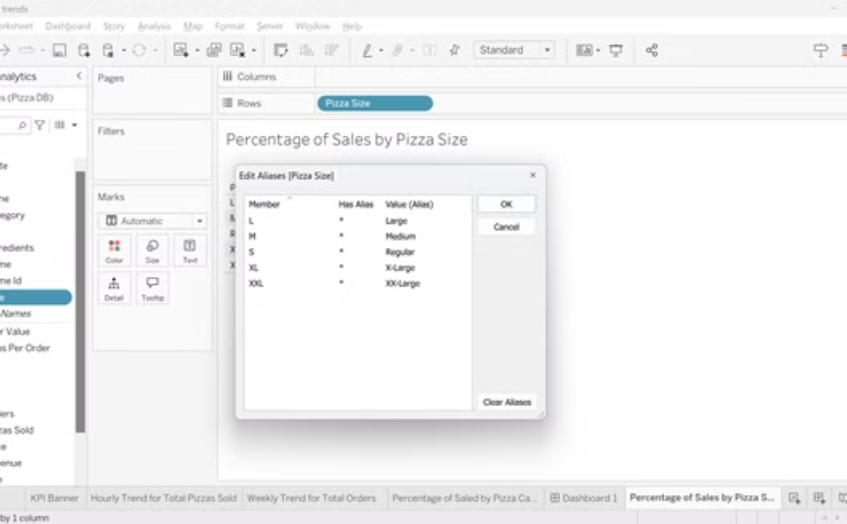 trends
orksheet Dashboard Story Analysis Map Format Server Window Help
Standard
nalytics
s (Pizza DB)
Pages
Columns
Rows Pizza Size
Filters
Percentage of Sales by Pizza Size
te
ne
egory
redients
me
me Id
e
Names
r Value
s Per Order
ers
zas Sold
e
enue
e
Marks
Automatic
Color Size Text
Detail Tooltip
P
L
M
R
X
X
Edit Aliases [Pizza Size]
Member Has Alias Value (Alias)
L * Large
M * Medium
S * Regular
XL * X-Large
XXL * XX-Large
OK
Cancel
Clear Aliases
KPI Banner Hourly Trend for Total Pizzas Sold Weekly Trend for Total Orders Percentage of Saled by Pizza Ca... Dashboard 1 Percentage of Sales by Pizza S...
by 1 column